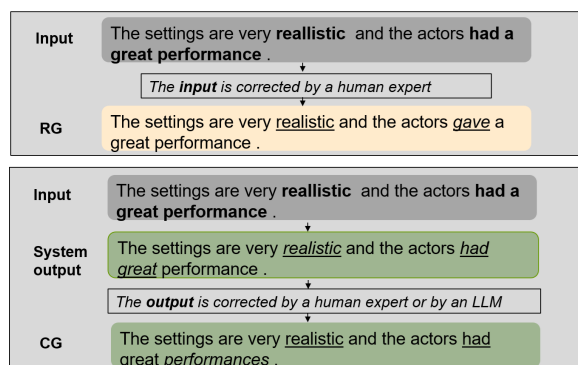 Input
The settings are very reallistic and the actors had a
great performance .
The input is corrected by a human expert
RG
The settings are very realistic and the actors gave a
great performance .
Input
The settings are very reallistic and the actors had a
great performance .
System
output
The settings are very realistic and the actors had
great performance .
The output is corrected by a human expert or by an LLM
CG
The settings are very realistic and the actors had
great performances .